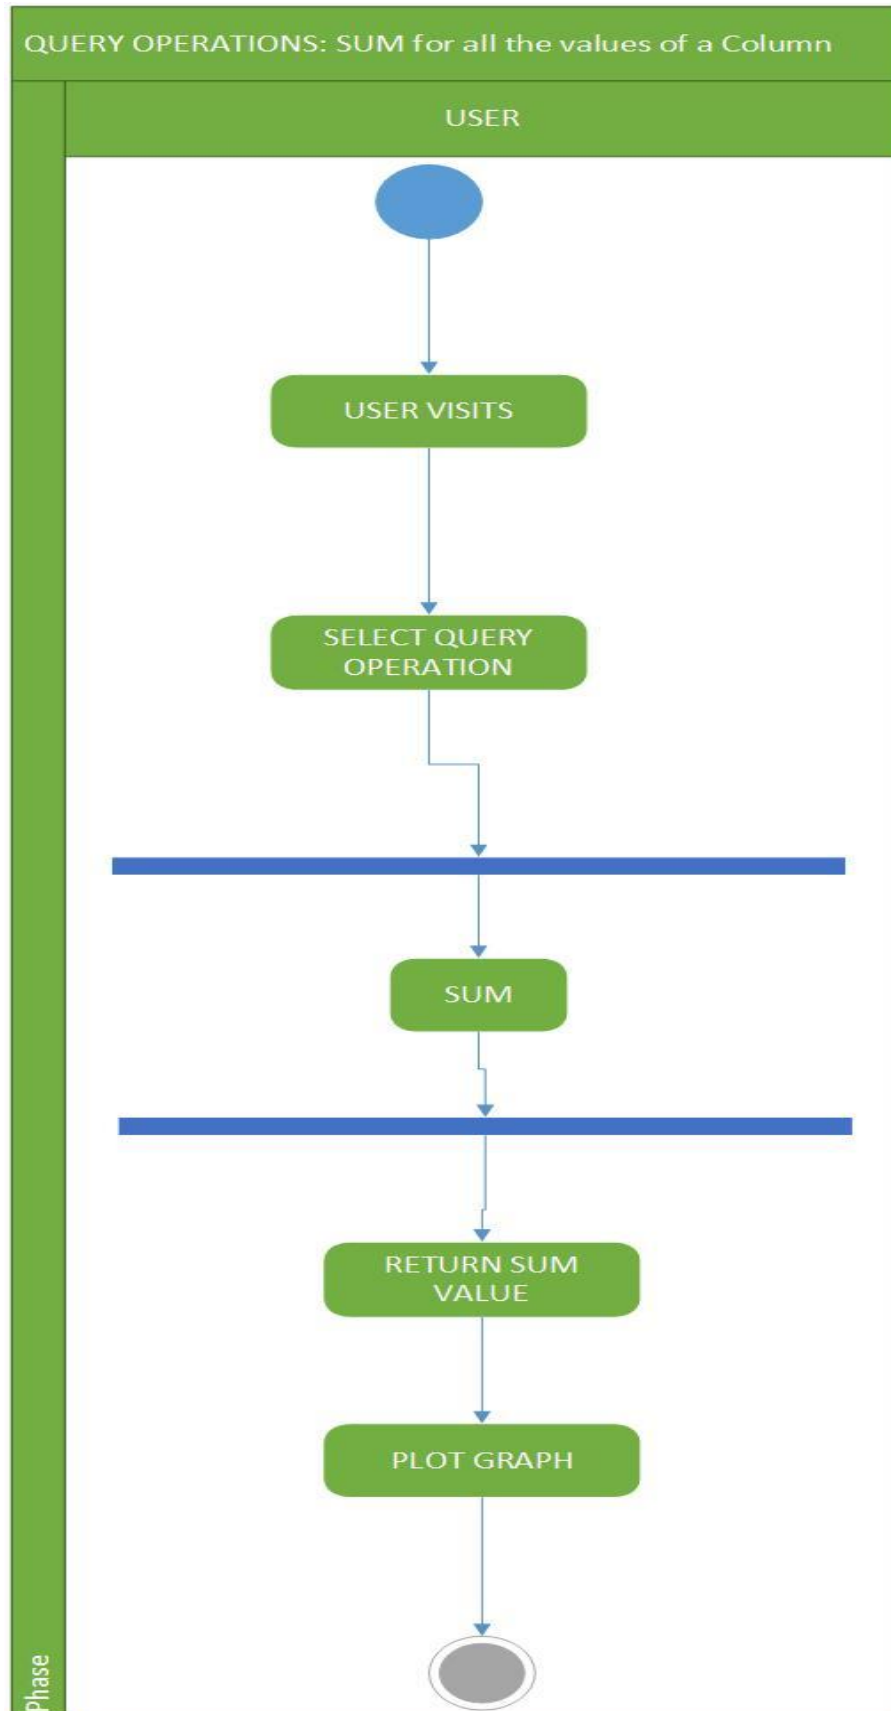 QUERY OPERATIONS: SUM for all the values of a Column
USER
USER VISITS
SELECT QUERY
OPERATION
SUM
RETURN SUM
VALUE
PLOT GRAPH
Phase